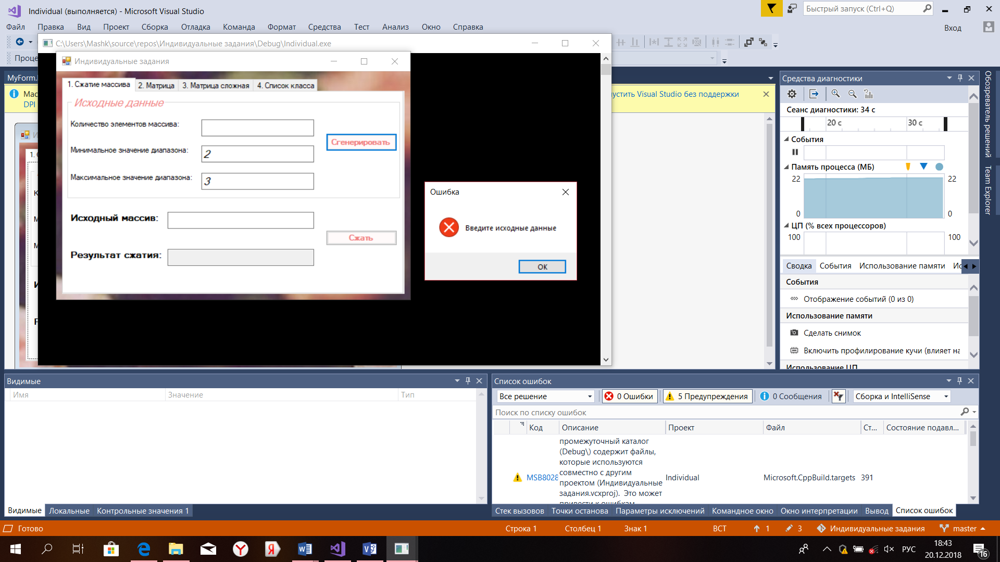 Individual (выполняется) - Microsoft Visual Studio
Быстрый запуск (Ctrl+Q)
Файл Правка Вид Проект Сборка Отладка Команда Формат Средства Тест Анализ Окно Справка
Вход
C:\Users\Mashk\source\repos\Индивидуальные задания\Debug\Individual.exe
Проце
Индивидуальные задания
MyForm.
Мас
DPI
устить Visual Studio без поддержки
1. Сжатие массива 2. Матрица 3. Матрица сложная 4. Список класса
Исходные данные
Количество элементов массива:
Сгенерировать
Минимальное значение диапазона: 2
Максимальное значение диапазона: 3
Исходный массив:
Сжать
Результат сжатия:
Ошибка
Введите исходные данные
OK
Средства диагностики
Сеанс диагностики: 34 с
20 с 30 с
События
Память процесса (МБ)
22 22
0 0
ЦП (% всех процессоров)
100 100
Сводка События Использование памяти Ис
События
Отображение событий (0 из 0)
Использование памяти
Сделать снимок
Включить профилирование кучи (влияет на
Использование ЦП
Обозреватель решений
Team Explorer
Видимые
Имя Значение Тип
Видимые Локальные Контрольные значения 1
Список ошибок
Все решение 0 Ошибки 5 Предупреждения 0 Сообщения Сборка и IntelliSense
Поиск по списку ошибок
Код Описание Проект Файл Ст... Состояние подавл...
промежуточный каталог
(Debug\) содержит файлы,
которые используются
совместно с другим
MSB8028 проектом (Индивидуальные Individual Microsoft.CppBuild.targets 391
задания.vcxproj). Это может
привести к ошибкам
Стек вызовов Точки останова Параметры исключений Командное окно Окно интерпретации Вывод Список ошибок
Готово Строка 1 Столбец 1 Знак 1 ВСТ 1 3 Индивидуальные задания master
РУС
18:43
20.12.2018
16